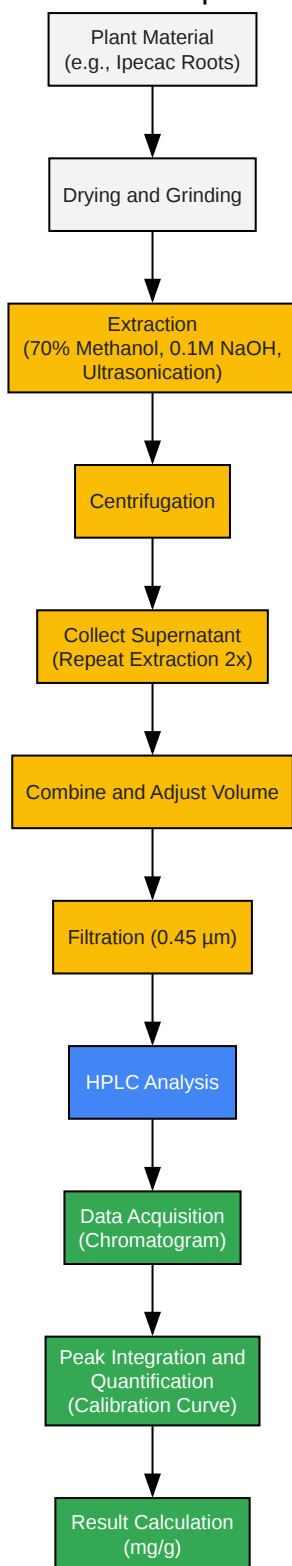 Plant Material
(e.g., Ipecac Roots)
Drying and Grinding
Extraction
(70% Methanol, 0.1M NaOH,
Ultrasonication)
Centrifugation
Collect Supernatant
(Repeat Extraction 2x)
Combine and Adjust Volume
Filtration (0.45 µm)
HPLC Analysis
Data Acquisition
(Chromatogram)
Peak Integration and
Quantification
(Calibration Curve)
Result Calculation
(mg/g)